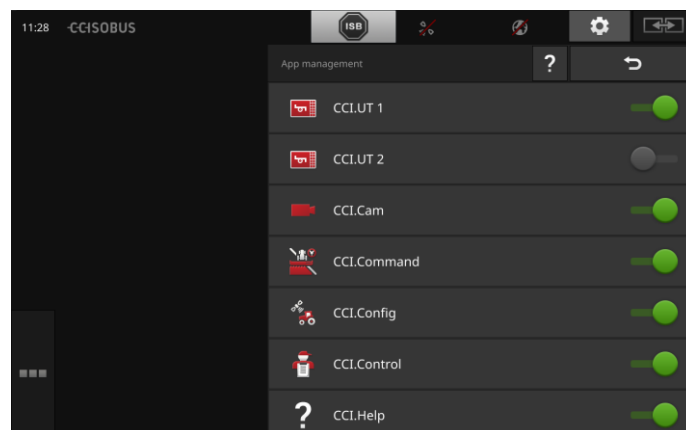 11:28 CCISOBUS
ISB
App management ?
CCI.UT 1
CCI.UT 2
CCI.Cam
CCI.Command
CCI.Config
CCI.Control
? CCI.Help